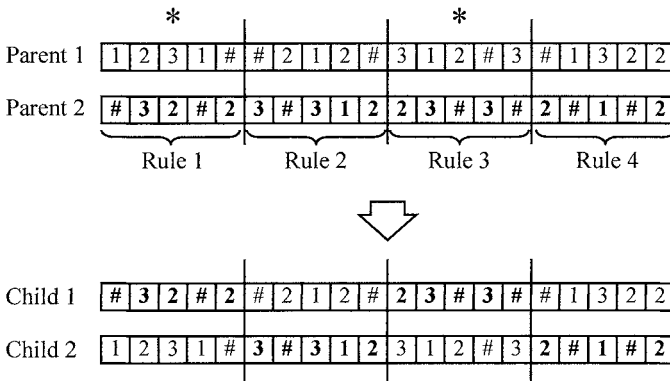 * *
Parent 1 1 2 3 1 # # 2 1 2 # 3 1 2 # 3 # 1 3 2 2
Parent 2 # 3 2 # 2 3 # 3 1 2 2 3 # 3 # 2 # 1 # 2
Rule 1 Rule 2 Rule 3 Rule 4
Child 1 # 3 2 # 2 # 2 1 2 # 2 3 # 3 # # 1 3 2 2
Child 2 1 2 3 1 # 3 # 3 1 2 3 1 2 # 3 2 # 1 # 2